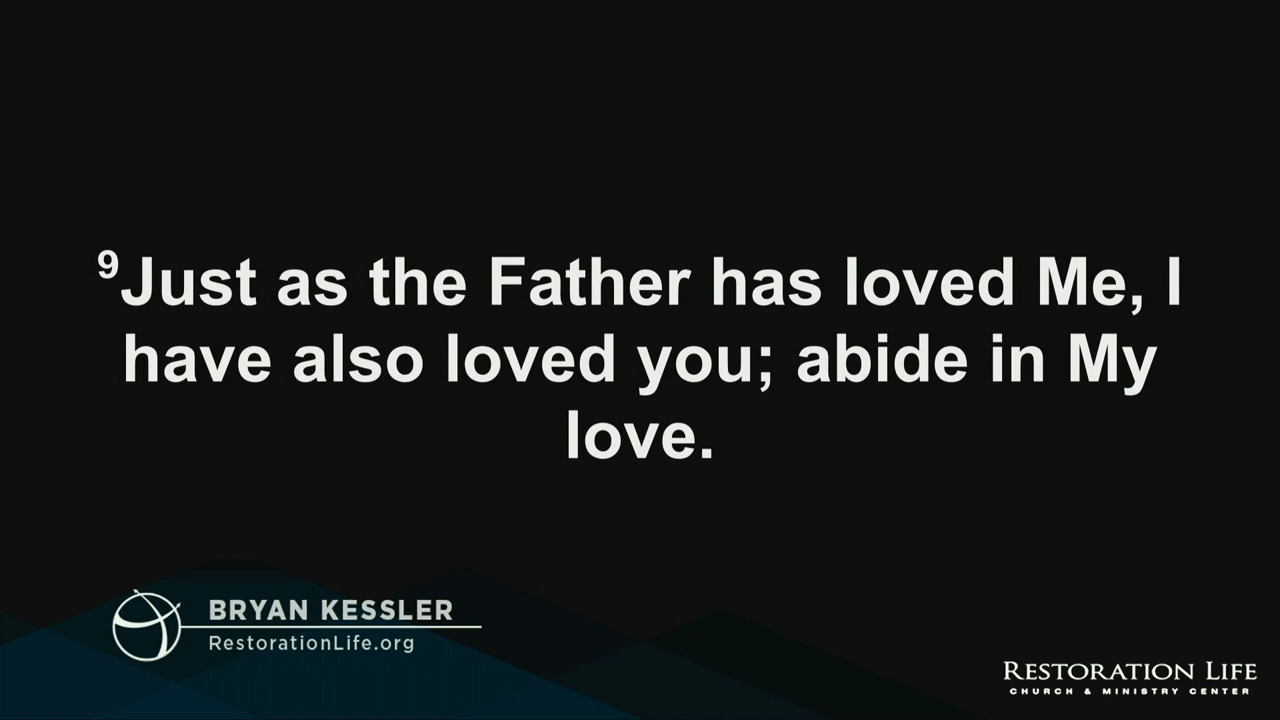 ⁹Just as the Father has loved Me, I
have also loved you; abide in My
love.
BRYAN KESSLER
RestorationLife.org
RESTORATION LIFE
CHURCH & MINISTRY CENTER